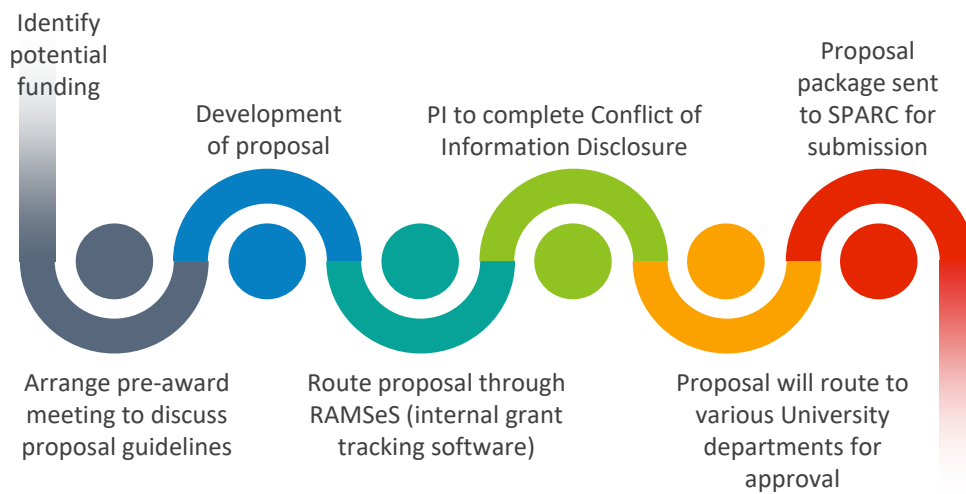 Identify
potential
funding
Arrange pre-award
meeting to discuss
proposal guidelines
Development
of proposal
Route proposal through
RAMSeS (internal grant
tracking software)
PI to complete Conflict of
Information Disclosure
Proposal will route to
various University
departments for
approval
Proposal
package sent
to SPARC for
submission